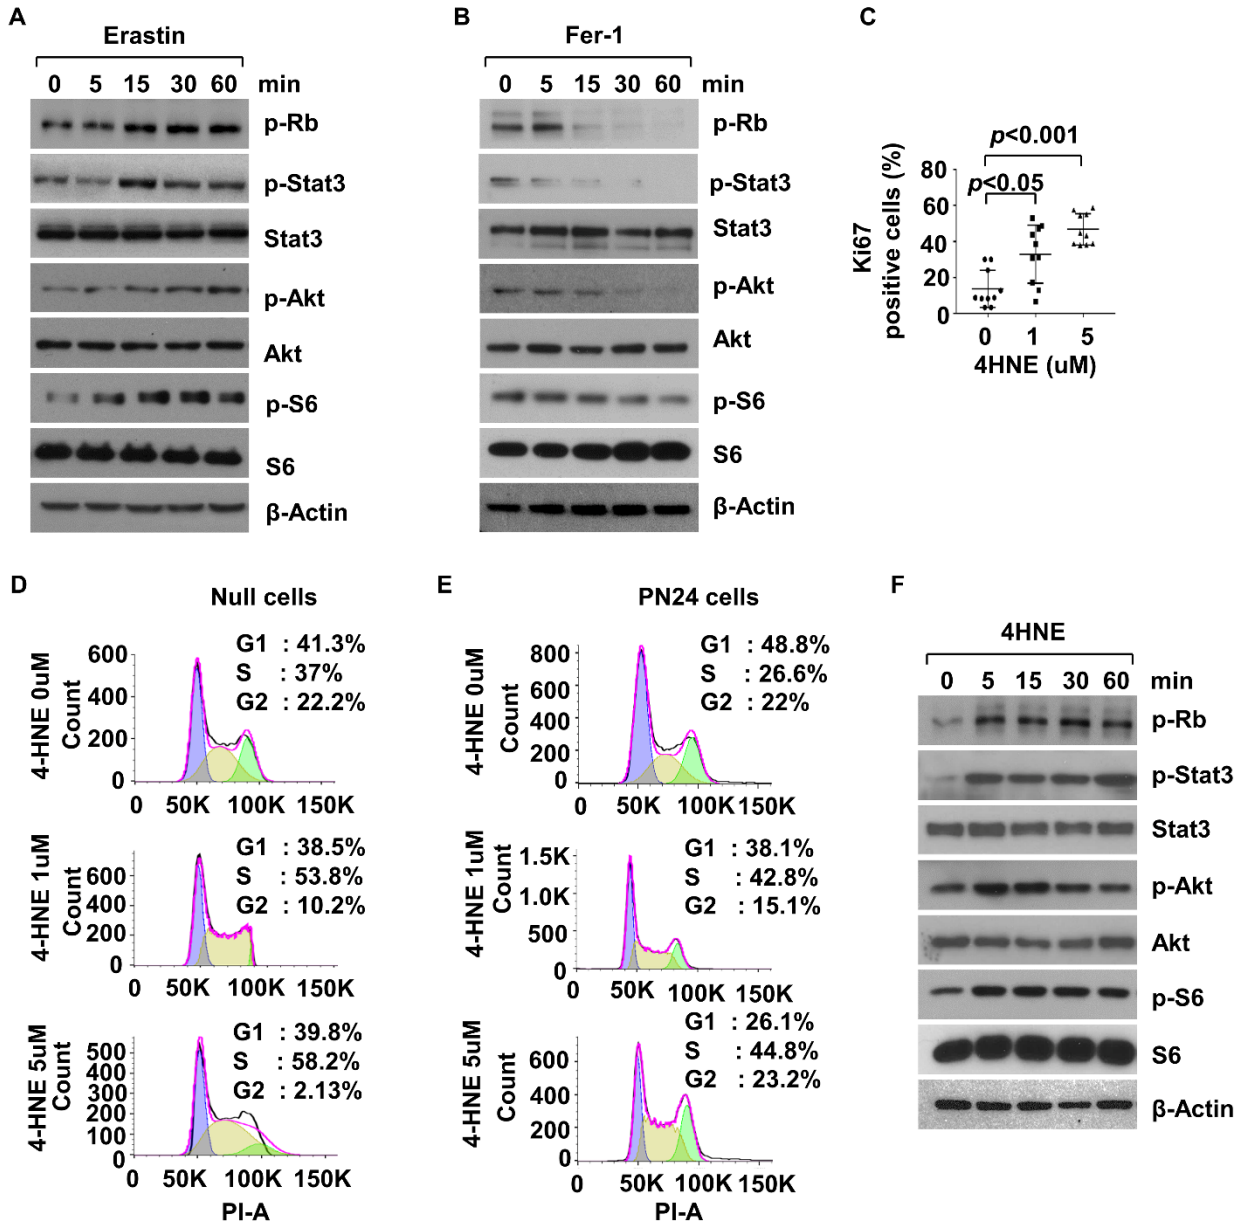 A
Erastin
0 5 15 30 60 min
p-Rb
p-Stat3
Stat3
p-Akt
Akt
p-S6
S6
β-Actin
B
Fer-1
0 5 15 30 60 min
p-Rb
p-Stat3
Stat3
p-Akt
Akt
p-S6
S6
β-Actin
C
p<0.001
p<0.05
Ki67
positive cells (%)
80
60
40
20
0
0 1 5
4HNE (uM)
D
Null cells
4-HNE 0uM
Count
600
400
200
0
G1 : 41.3%
S : 37%
G2 : 22.2%
0 50K 100K 150K
4-HNE 1uM
Count
600
400
200
0
G1 : 38.5%
S : 53.8%
G2 : 10.2%
0 50K 100K 150K
4-HNE 5uM
Count
500
400
300
200
100
0
G1 : 39.8%
S : 58.2%
G2 : 2.13%
0 50K 100K 150K
PI-A
E
PN24 cells
4-HNE 0uM
Count
800
600
400
200
0
G1 : 48.8%
S : 26.6%
G2 : 22%
0 50K 100K 150K
4-HNE 1uM
Count
1.5K
1.0K
500
0
G1 : 38.1%
S : 42.8%
G2 : 15.1%
0 50K 100K 150K
4-HNE 5uM
Count
600
400
200
0
G1 : 26.1%
S : 44.8%
G2 : 23.2%
0 50K 100K 150K
PI-A
F
4HNE
0 5 15 30 60 min
p-Rb
p-Stat3
Stat3
p-Akt
Akt
p-S6
S6
β-Actin